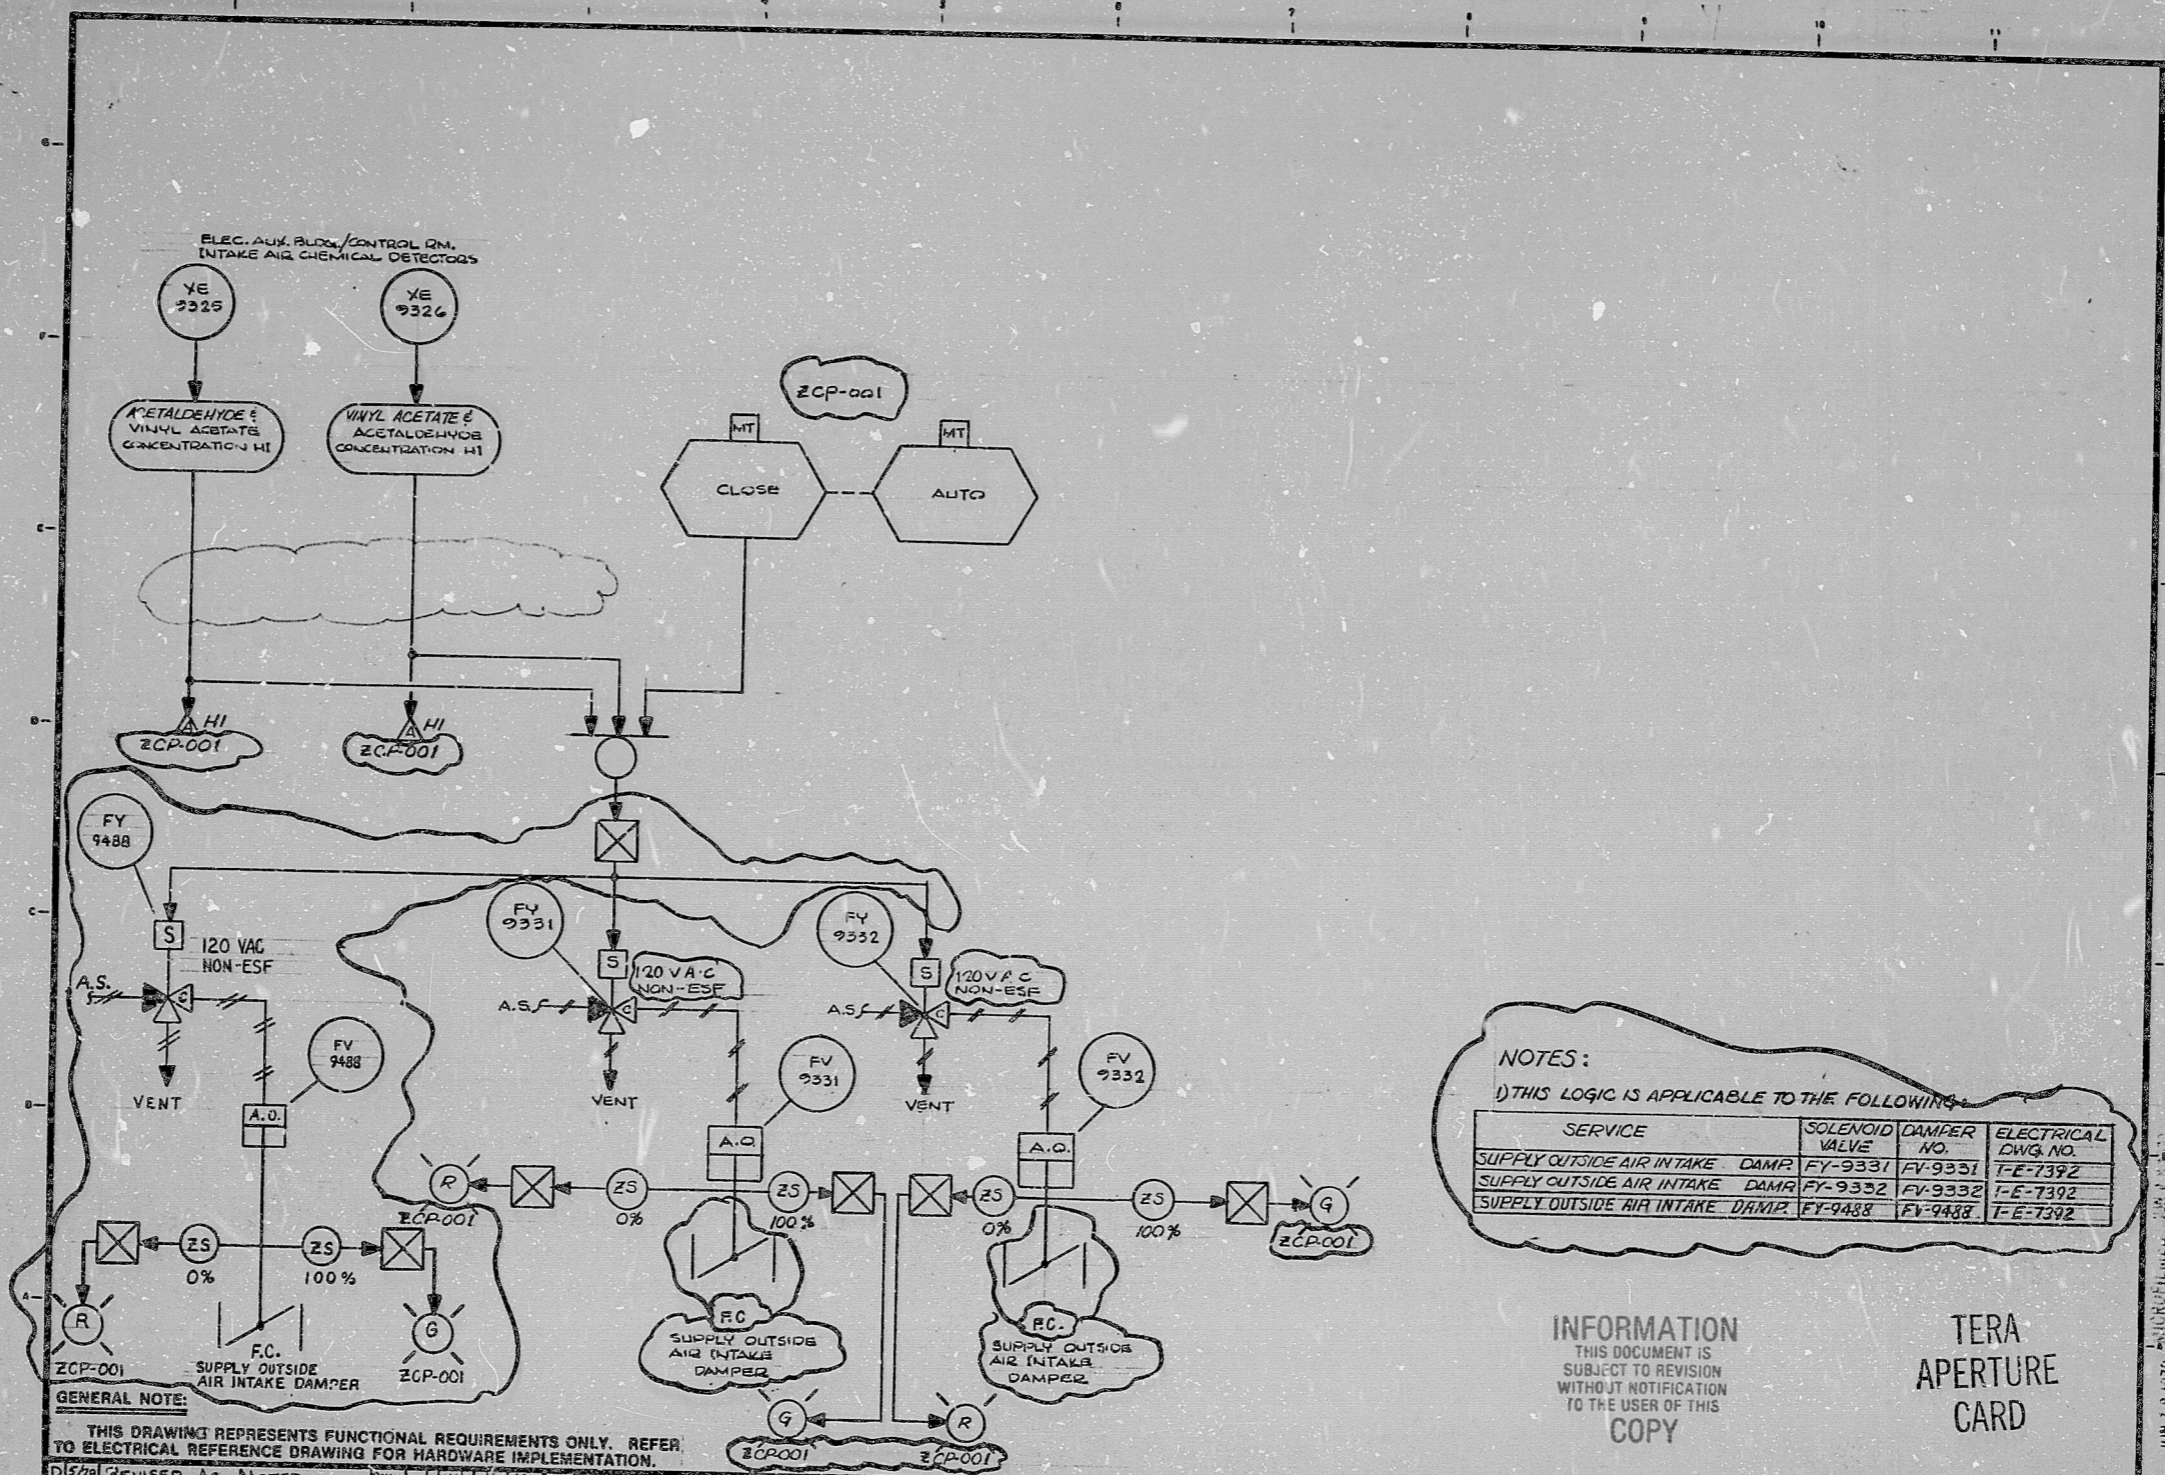 ELEC. AUX. BLDG./CONTROL RM.
INTAKE AIR CHEMICAL DETECTORS
XE
9325
XE
9326
ACETALDEHYDE &
VINYL ACETATE
CONCENTRATION HI
VINYL ACETATE &
ACETALDEHYDE
CONCENTRATION HI
ZCP-001
MT
MT
CLOSE
AUTO
A HI
ZCP-001
A HI
ZCP-001
FY
9488
S
120 VAC
NON-ESF
A.S.
C
VENT
FV
9488
A.O.
FY
9331
S
120 V A.C
NON-ESF
A.S.
C
VENT
FV
9331
A.O.
FY
9332
S
120 V A.C
NON-ESF
A.S
C
VENT
FV
9332
A.O.
R
ZCP-001
ZS
0%
ZS
100%
ZS
0%
ZS
100%
G
ZCP-001
ZS
0%
ZS
100%
R
ZCP-001
G
ZCP-001
F.C.
SUPPLY OUTSIDE
AIR INTAKE DAMPER
F.C
SUPPLY OUTSIDE
AIR INTAKE
DAMPER
F.C.
SUPPLY OUTSIDE
AIR INTAKE
DAMPER
G
ZCP-001
R
ZCP-001
NOTES:
1) THIS LOGIC IS APPLICABLE TO THE FOLLOWING:
SERVICE SOLENOID VALVE DAMPER NO. ELECTRICAL DWG. NO.
SUPPLY OUTSIDE AIR INTAKE DAMP. FY-9331 FV-9331 1-E-7392
SUPPLY OUTSIDE AIR INTAKE DAMP. FY-9332 FV-9332 1-E-7392
SUPPLY OUTSIDE AIR INTAKE DAMP. FY-9488 FV-9488 1-E-7392
INFORMATION
THIS DOCUMENT IS
SUBJECT TO REVISION
WITHOUT NOTIFICATION
TO THE USER OF THIS
COPY
TERA
APERTURE
CARD
GENERAL NOTE:
THIS DRAWING REPRESENTS FUNCTIONAL REQUIREMENTS ONLY. REFER
TO ELECTRICAL REFERENCE DRAWING FOR HARDWARE IMPLEMENTATION.